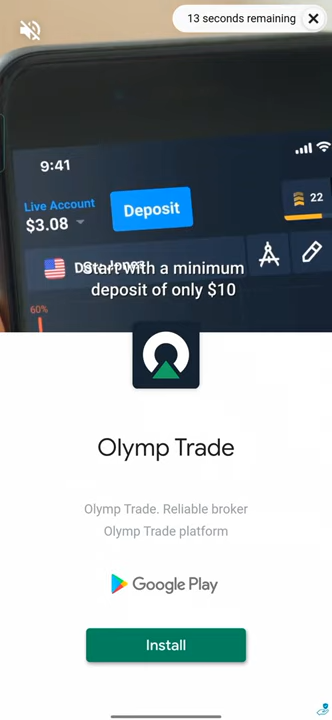 13 seconds remaining
9:41
Live Account
$3.08
Deposit
22
Start with a minimum
deposit of only $10
60%
Olymp Trade
Olymp Trade. Reliable broker
Olymp Trade platform
Google Play
Install